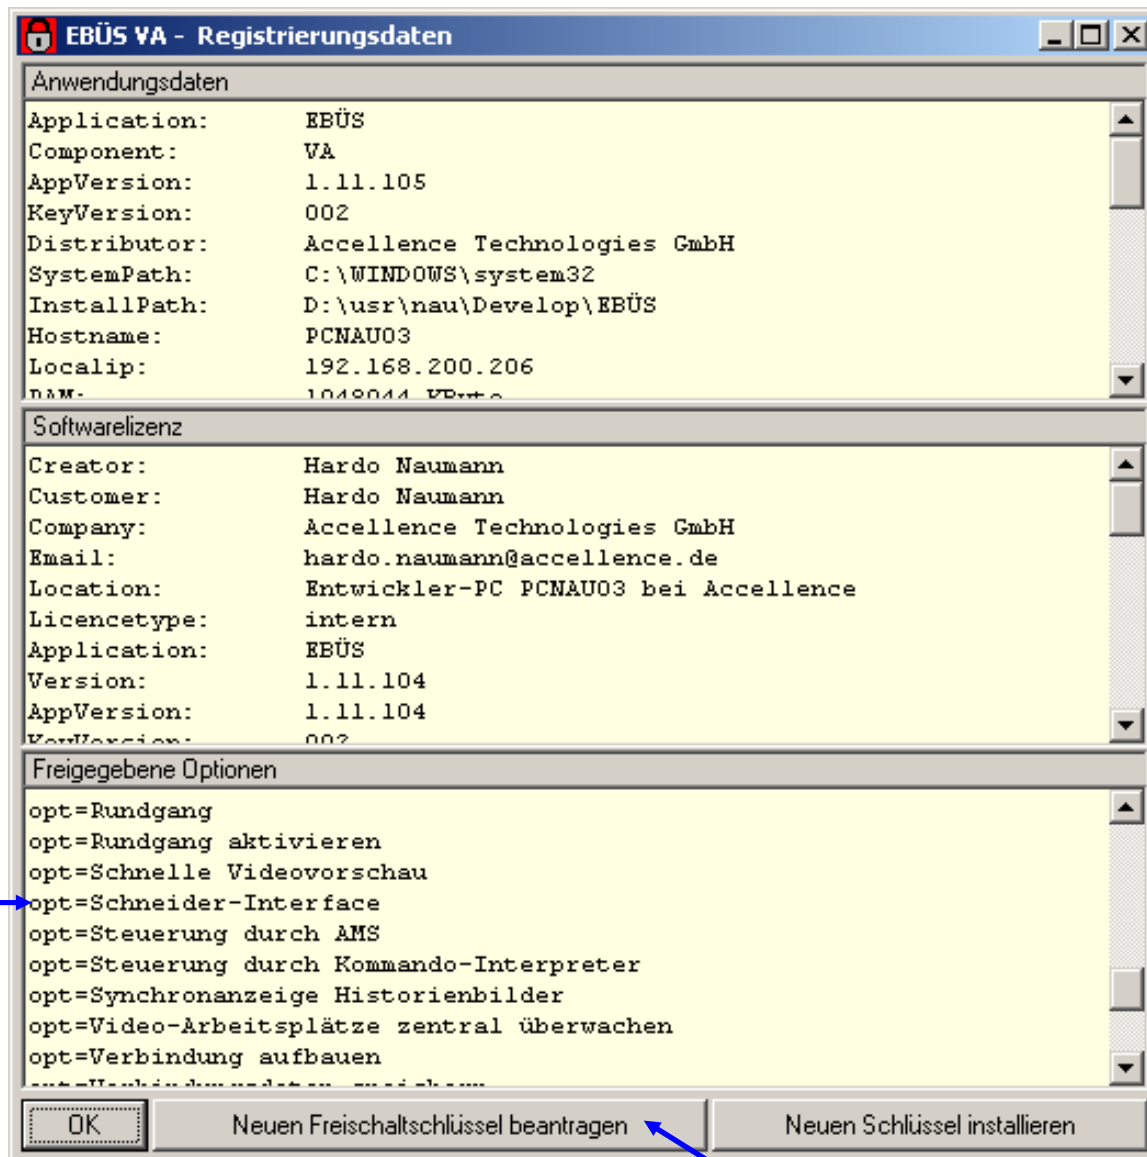 EBÜS VA - Registrierungsdaten
Anwendungsdaten
Application: EBÜS
Component: VA
AppVersion: 1.11.105
KeyVersion: 002
Distributor: Accellence Technologies GmbH
SystemPath: C:\WINDOWS\system32
InstallPath: D:\usr\nau\Develop\EBÜS
Hostname: PCNAU03
Localip: 192.168.200.206
RAM: 1048044 KByte
Softwarelizenz
Creator: Hardo Naumann
Customer: Hardo Naumann
Company: Accellence Technologies GmbH
Email: hardo.naumann@accellence.de
Location: Entwickler-PC PCNAU03 bei Accellence
Licencetype: intern
Application: EBÜS
Version: 1.11.104
AppVersion: 1.11.104
KeyVersion: 002
Freigegebene Optionen
opt=Rundgang
opt=Rundgang aktivieren
opt=Schnelle Videovorschau
opt=Schneider-Interface
opt=Steuerung durch AMS
opt=Steuerung durch Kommando-Interpreter
opt=Synchronanzeige Historienbilder
opt=Video-Arbeitsplätze zentral überwachen
opt=Verbindung aufbauen
OK Neuen Freischaltschlüssel beantragen Neuen Schlüssel installieren